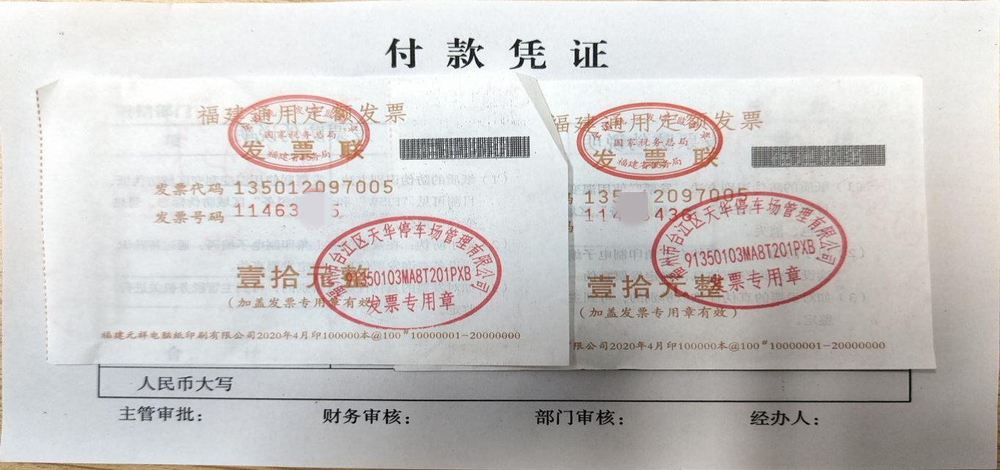 付款凭证
福建通用定额发票
国家税务总局
发票联
福建省税务局
发票代码 135012097005
发票号码 11463 5
壹拾元整
(加盖发票专用章有效)
福州市台江区天华停车场管理有限公司
91350103MA8T201PXB
发票专用章
福建元祥电脑纸印刷有限公司2020年4月印100000本@100#10000001-20000000
福建通用定额发票
国家税务总局
发票联
福建省税务局
码 135 12097005
码 114 3436
壹拾元整
(加盖发票专用章有效)
福州市台江区天华停车场管理有限公司
91350103MA8T201PXB
发票专用章
限公司2020年4月印100000本@100#10000001-20000000
人民币大写
主管审批： 财务审核： 部门审核： 经办人：